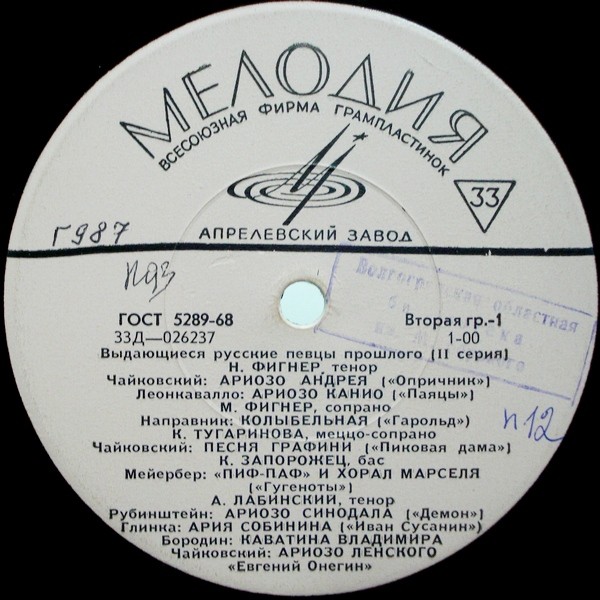 МЕЛОДИЯ
ВСЕСОЮЗНАЯ ФИРМА ГРАМПЛАСТИНОК
33
АПРЕЛЕВСКИЙ ЗАВОД
Г987
ГОСТ 5289-68 Вторая гр.-1
33Д—026237 1-00
областная
Выдающиеся русские певцы прошлого (II серия)
Н. ФИГНЕР, тенор
Чайковский: АРИОЗО АНДРЕЯ («Опричник»)
Леонкавалло: АРИОЗО КАНИО («Паяцы»)
М. ФИГНЕР, сопрано
Направник: КОЛЫБЕЛЬНАЯ («Гарольд»)
п12
К. ТУГАРИНОВА, меццо-сопрано
Чайковский: ПЕСНЯ ГРАФИНИ («Пиковая дама»)
К. ЗАПОРОЖЕЦ, бас
Мейербер: «ПИФ-ПАФ» И ХОРАЛ МАРСЕЛЯ
(«Гугеноты»)
А. ЛАБИНСКИЙ, тенор
Рубинштейн: АРИОЗО СИНОДАЛА («Демон»)
Глинка: АРИЯ СОБИНИНА («Иван Сусанин»)
Бородин: КАВАТИНА ВЛАДИМИРА
Чайковский: АРИОЗО ЛЕНСКОГО
«Евгений Онегин»)